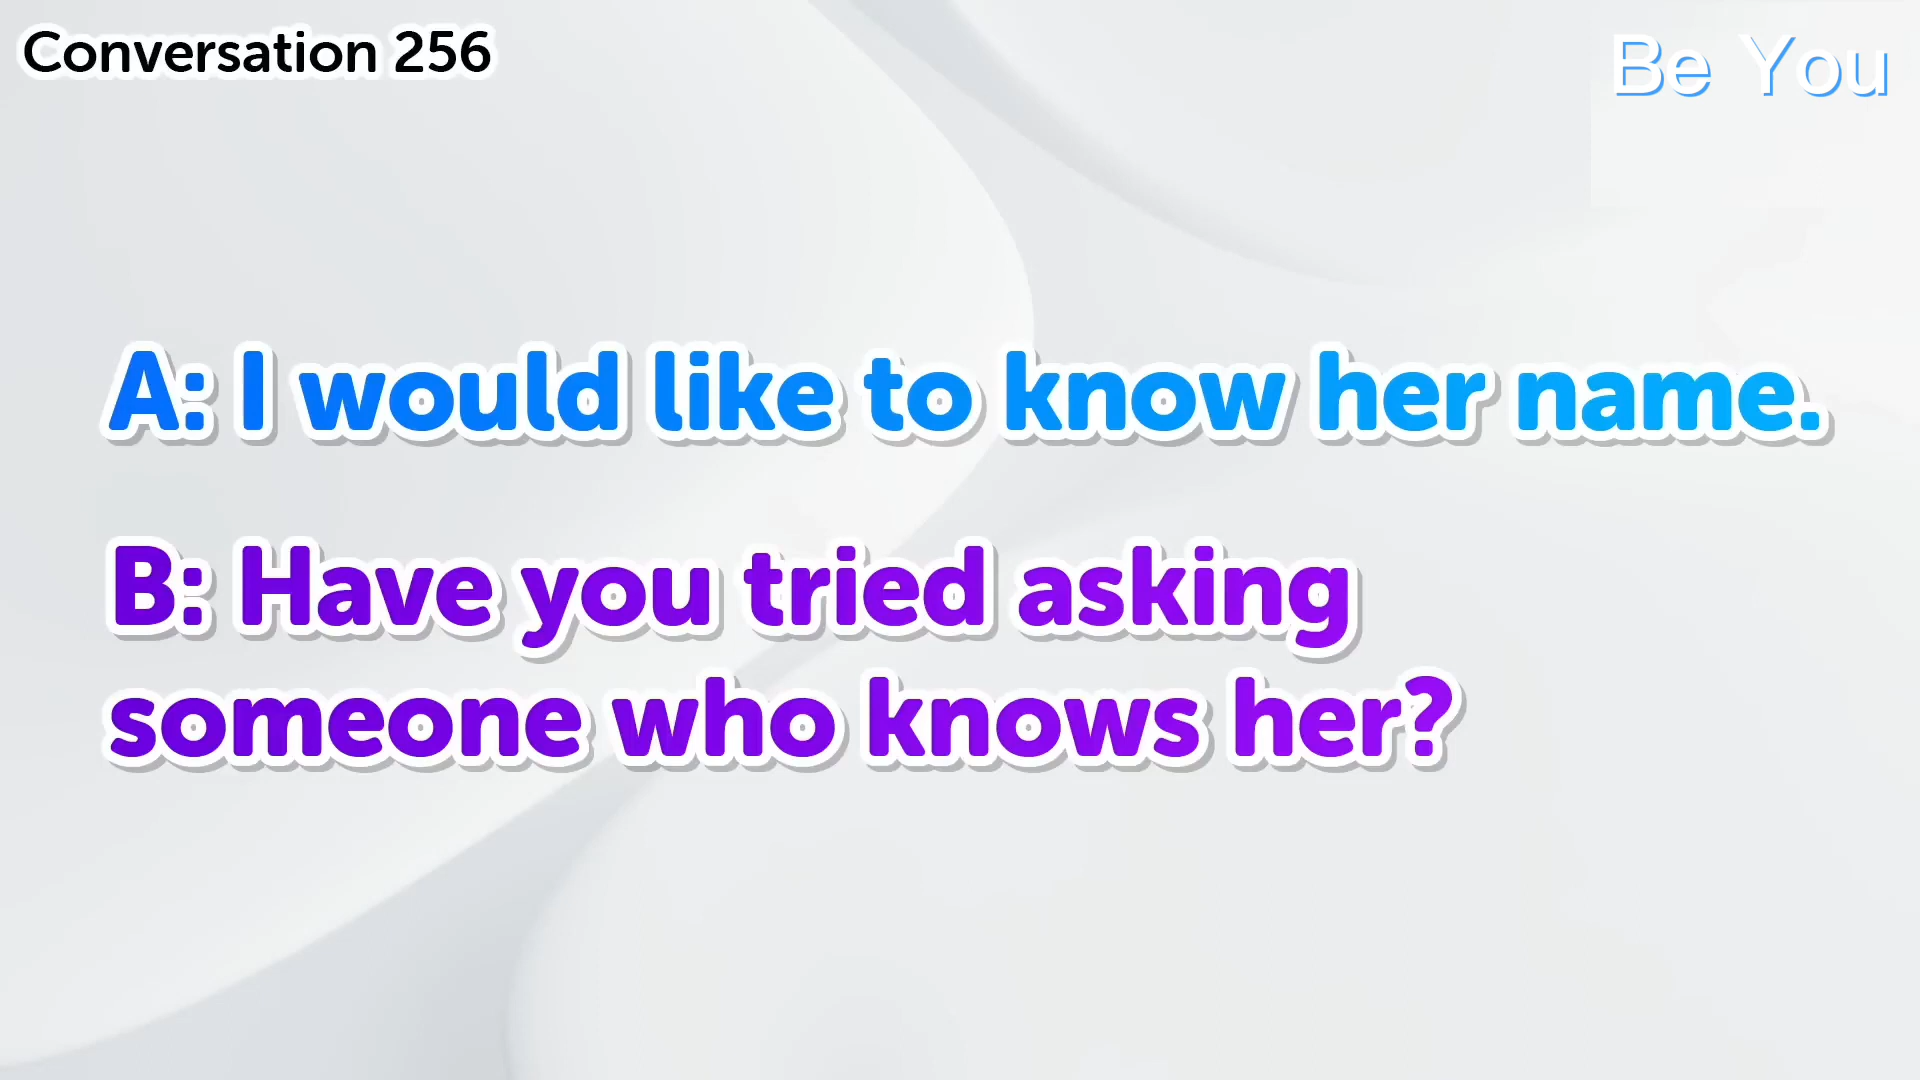 Conversation 256
Be You
A: I would like to know her name.
B: Have you tried asking
someone who knows her?